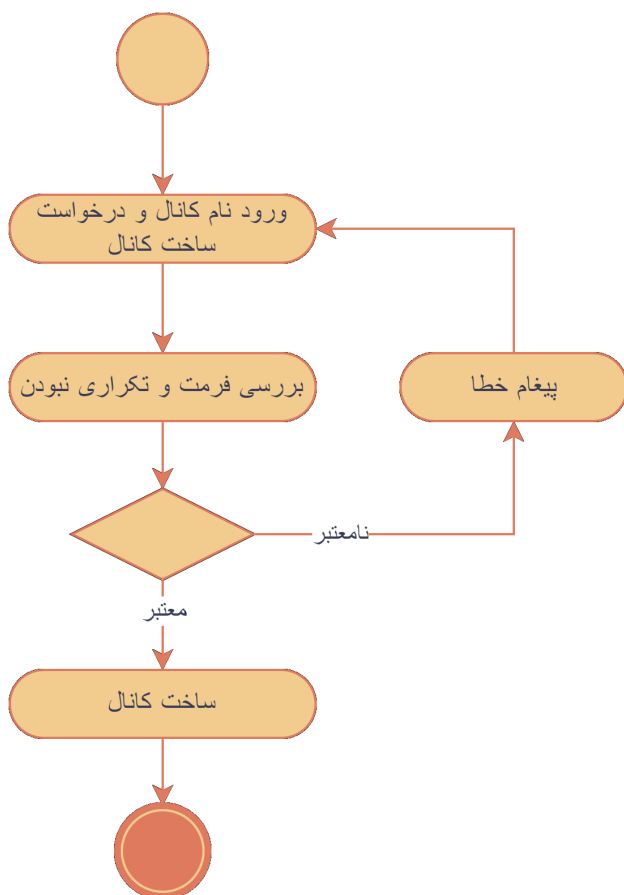 ورود نام کانال و درخواست
ساخت کانال
بررسی فرمت و تکراری نبودن
پیغام خطا
نامعتبر
معتبر
ساخت کانال